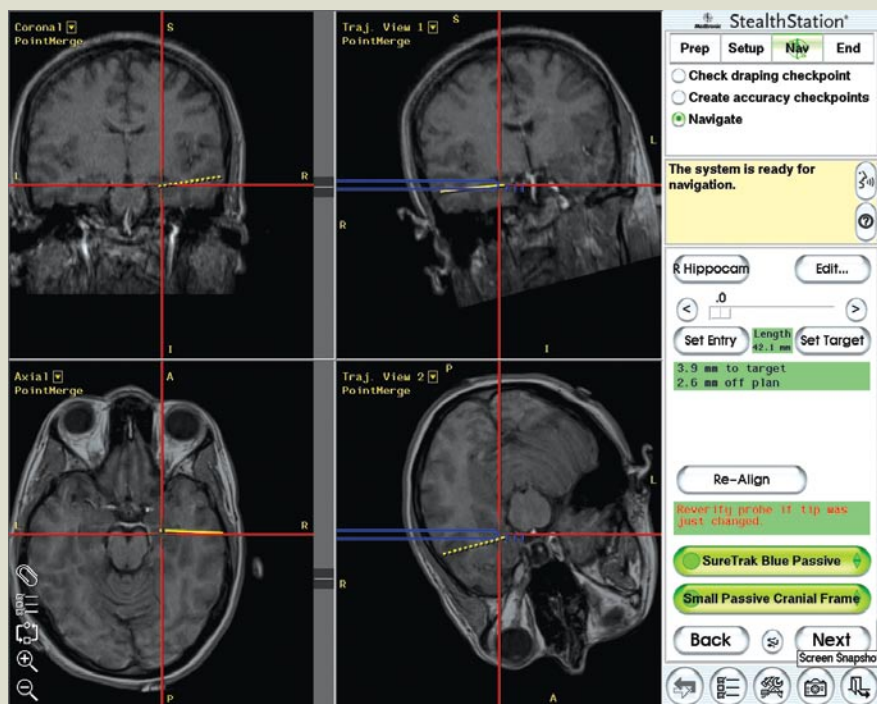 Coronal
PointMerge
S
L
R
I
Traj. View 1
PointMerge
S
L
R
I
Axial
PointMerge
A
L
R
P
Traj. View 2
PointMerge
P
L
R
A
Medtronic StealthStation®
Prep Setup Nav End
Check draping checkpoint
Create accuracy checkpoints
Navigate
The system is ready for
navigation.
R Hippocam Edit...
.0
< >
Set Entry Length 42.1 mm Set Target
3.9 mm to target
2.6 mm off plan
Re-Align
Reverify probe if tip was
just changed.
SureTrak Blue Passive
Small Passive Cranial Frame
Back Next
Screen Snapsho